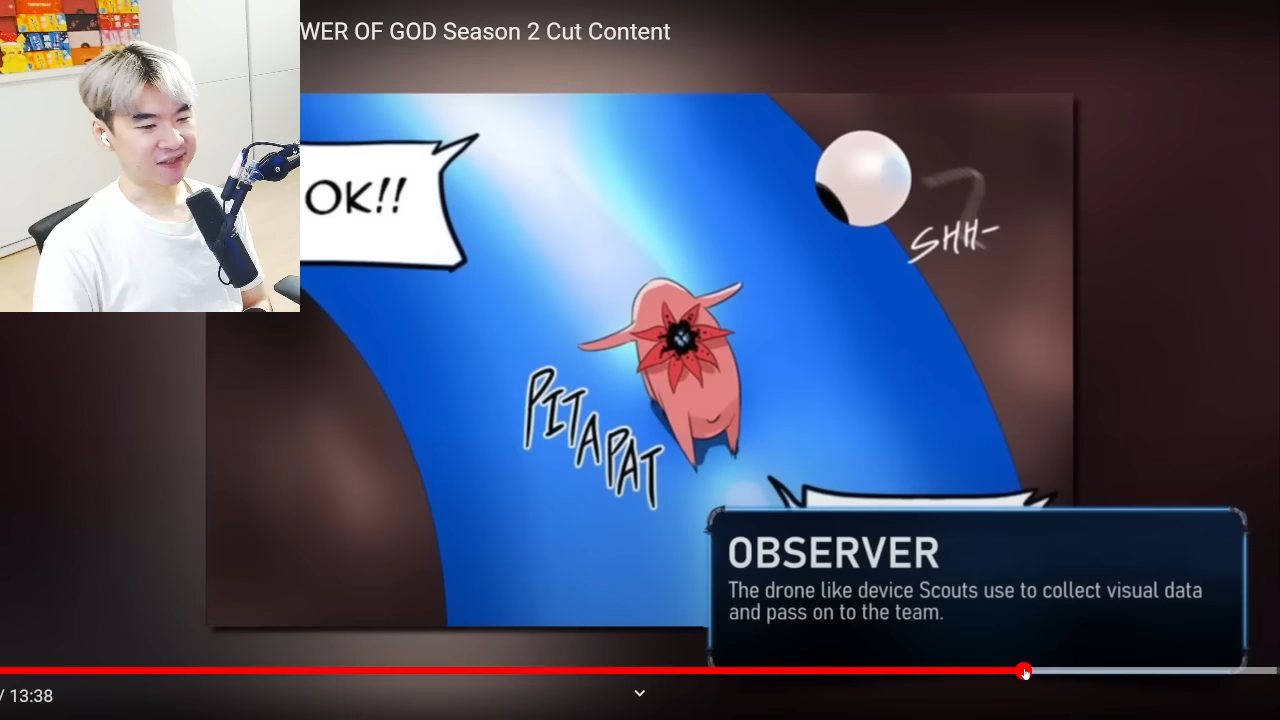 WER OF GOD Season 2 Cut Content
OK!!
SHH-
PITAPAT
OBSERVER
The drone like device Scouts use to collect visual data
and pass on to the team.
/ 13:38